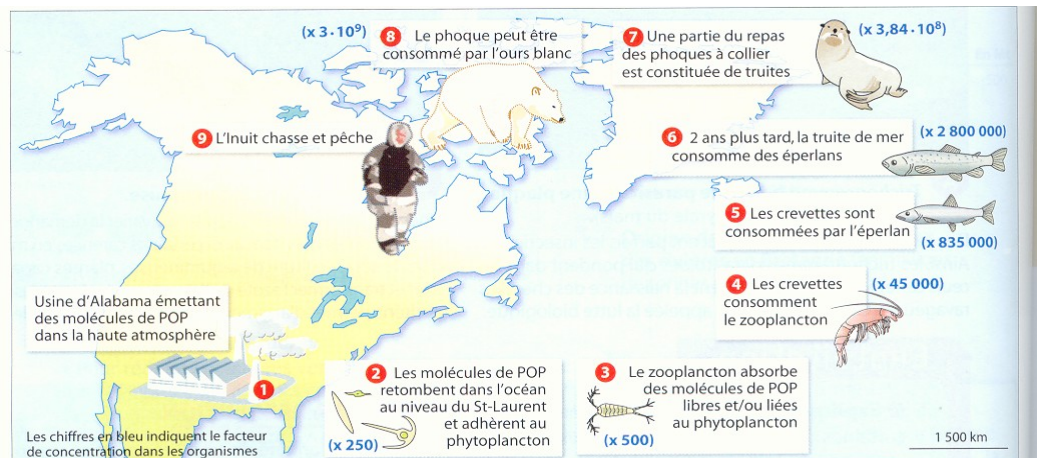 (x 3·10⁹)
8 Le phoque peut être
consommé par l'ours blanc
7 Une partie du repas
des phoques à collier
est constituée de truites
(x 3,84·10⁸)
9 L'Inuit chasse et pêche
6 2 ans plus tard, la truite de mer
consomme des éperlans
(x 2 800 000)
5 Les crevettes sont
consommées par l'éperlan
(x 835 000)
4 Les crevettes
consomment
le zooplancton
(x 45 000)
Usine d'Alabama émettant
des molécules de POP
dans la haute atmosphère
1
2 Les molécules de POP
retombent dans l'océan
au niveau du St-Laurent
et adhèrent au
phytoplancton
(x 250)
3 Le zooplancton absorbe
des molécules de POP
libres et/ou liées
au phytoplancton
(x 500)
Les chiffres en bleu indiquent le facteur
de concentration dans les organismes
1 500 km